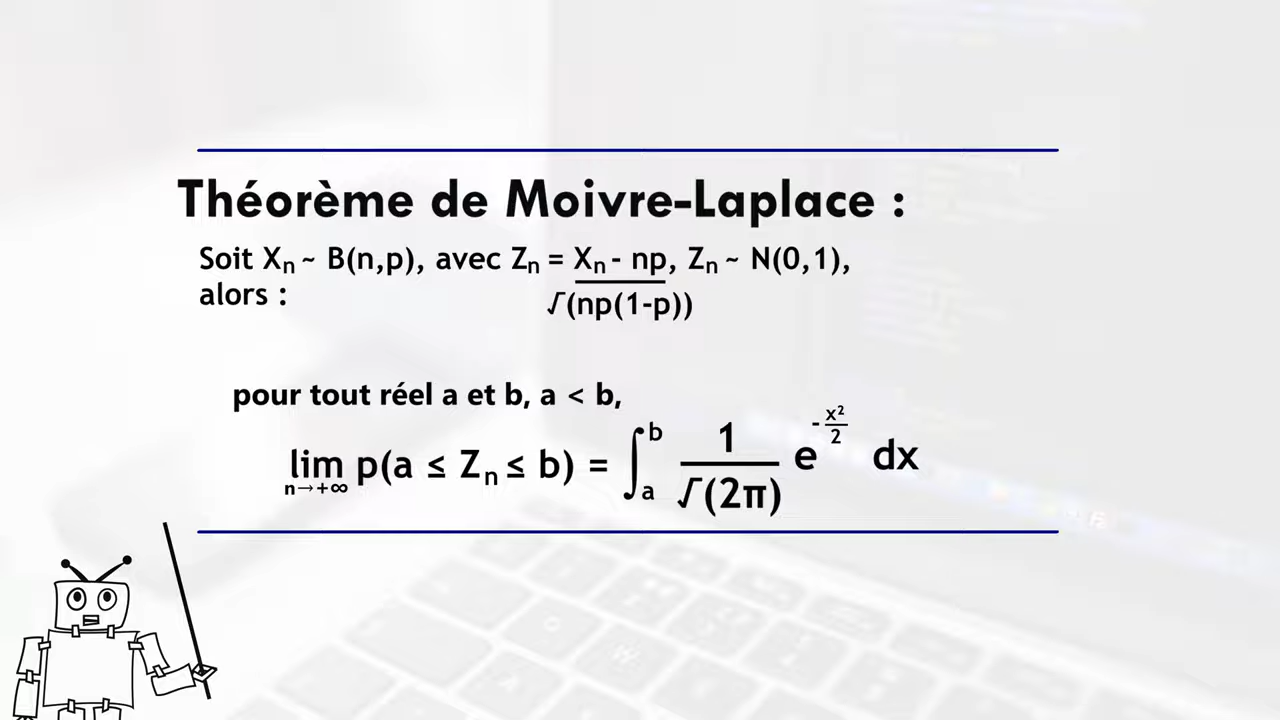 Théorème de Moivre-Laplace :
Soit Xn ~ B(n,p), avec Zn = Xn - np, Zn ~ N(0,1),
alors : √(np(1-p))
pour tout réel a et b, a < b,
lim p(a ≤ Zn ≤ b) = ∫ab 1/√(2π) e^-x²/2 dx
n→+∞